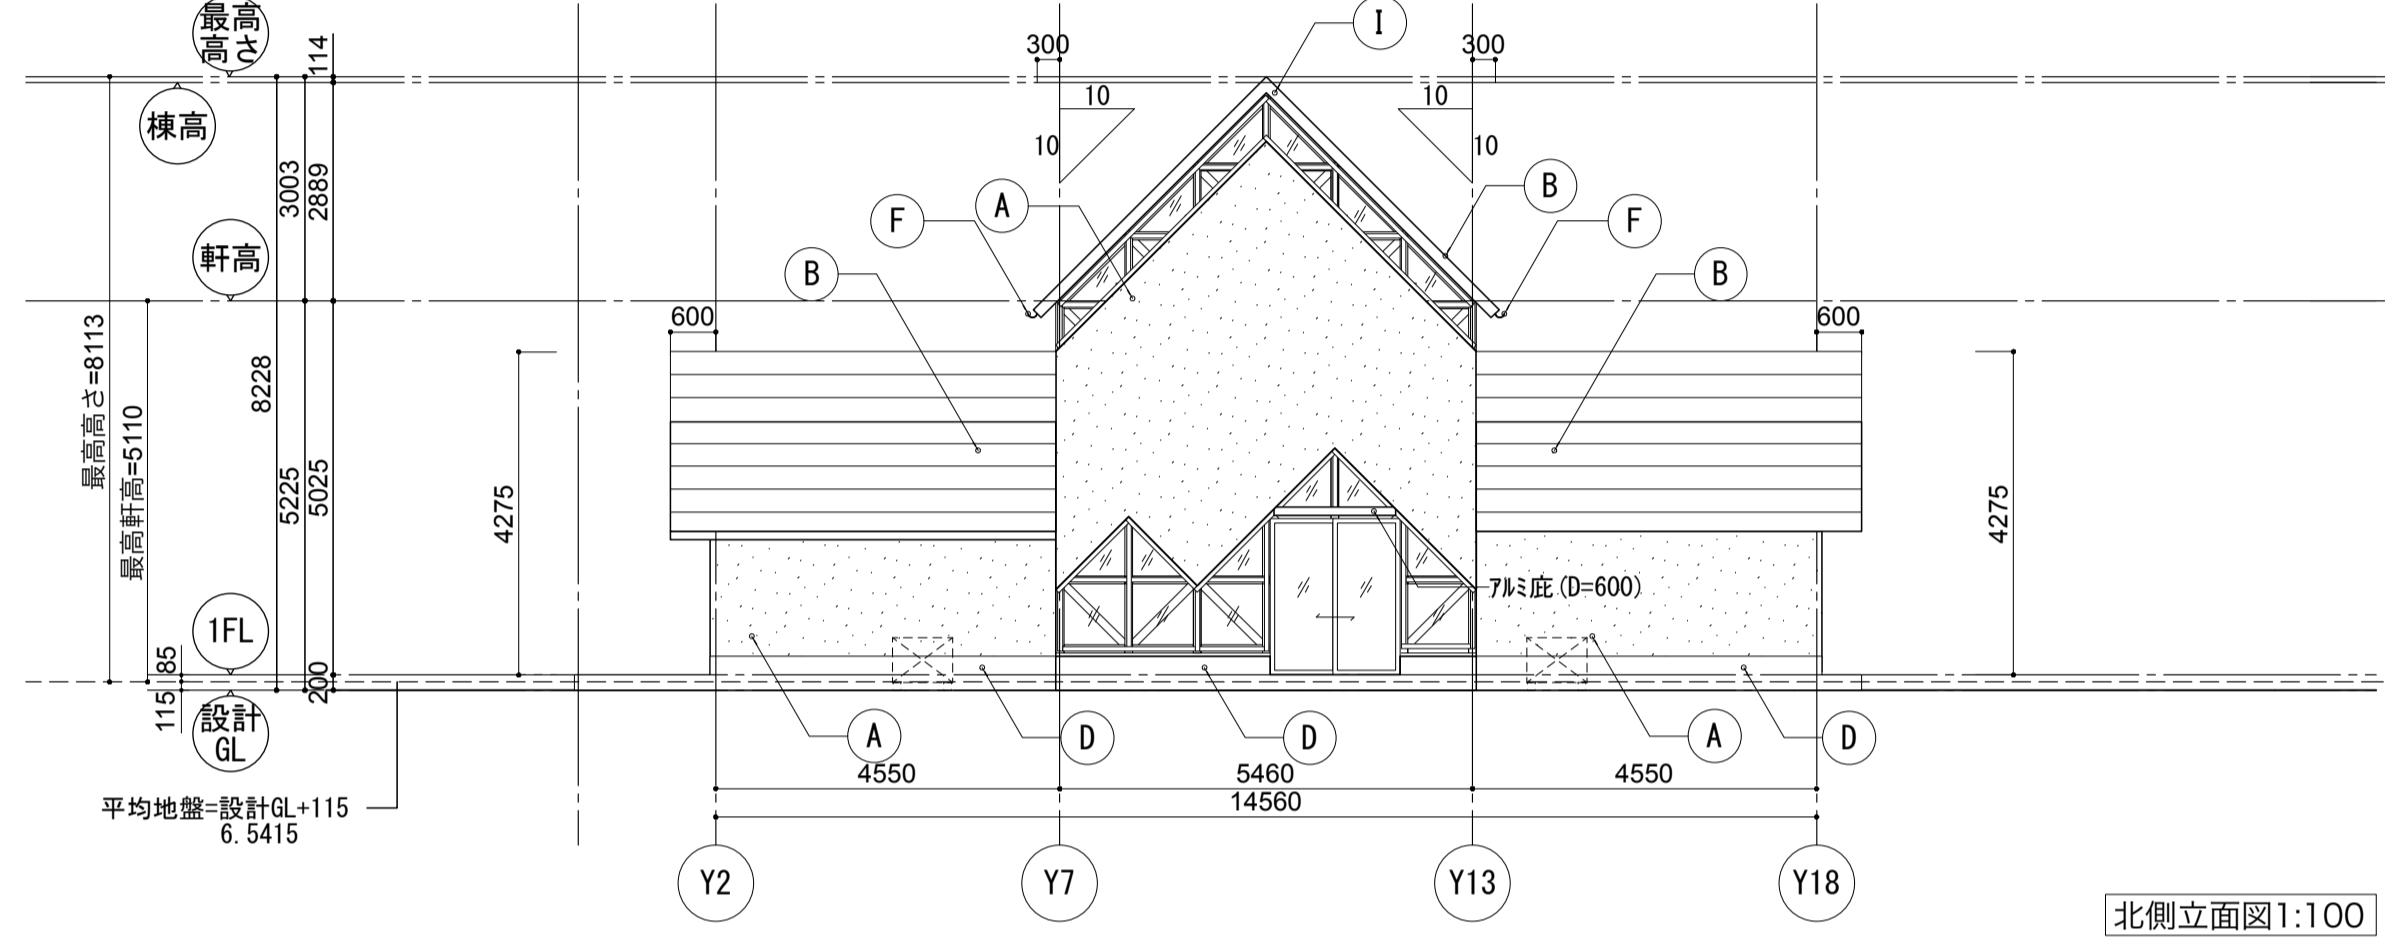 最高
高さ
114
300
I
300
10
10
棟高
10
10
3003
2889
A
B
F
F
軒高
B
B
600
600
最高高さ=8113
最高軒高=5110
8228
5225
5025
4275
4275
アルミ庇(D=600)
1FL
85
115
200
設計
GL
A
D
D
A
D
4550
5460
4550
14560
平均地盤=設計GL+115
6.5415
Y2
Y7
Y13
Y18
北側立面図1:100